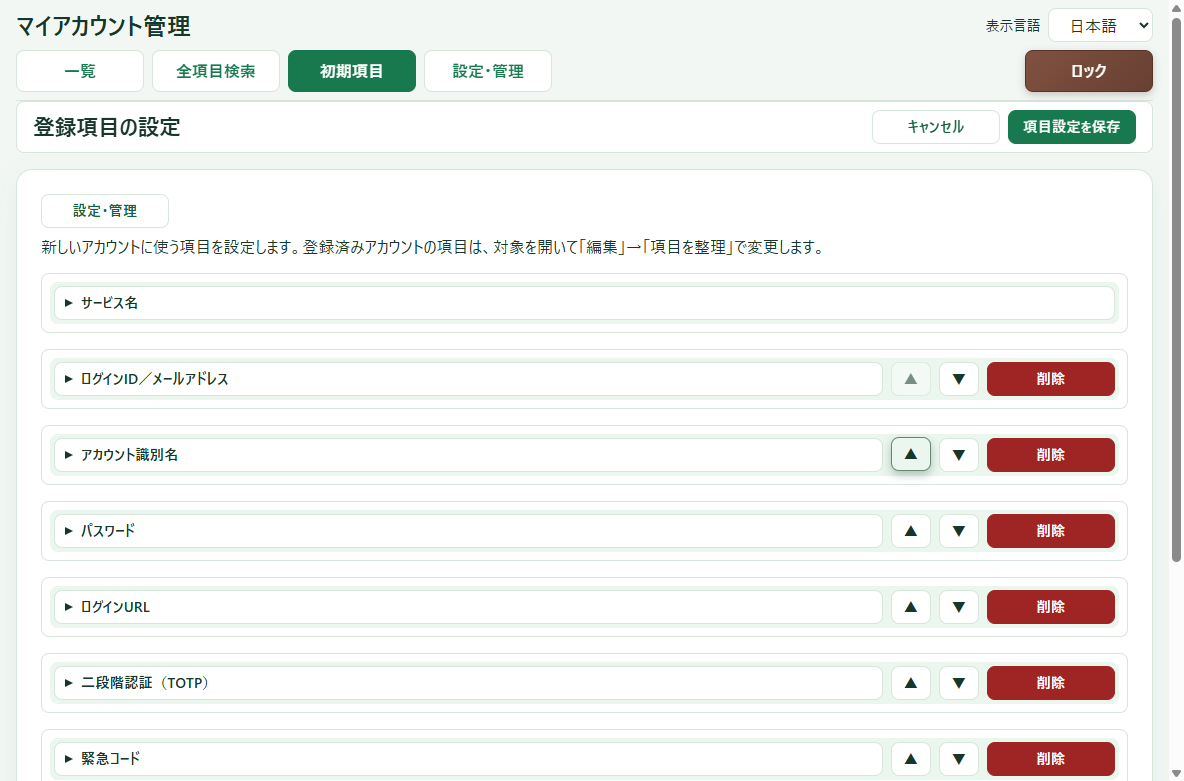 マイアカウント管理
表示言語 日本語
一覧 全項目検索 初期項目 設定・管理 ロック
登録項目の設定 キャンセル 項目設定を保存
設定・管理
新しいアカウントに使う項目を設定します。登録済みアカウントの項目は、対象を開いて「編集」→「項目を整理」で変更します。
▶ サービス名
▶ ログインID／メールアドレス ▲ ▼ 削除
▶ アカウント識別名 ▲ ▼ 削除
▶ パスワード ▲ ▼ 削除
▶ ログインURL ▲ ▼ 削除
▶ 二段階認証（TOTP） ▲ ▼ 削除
▶ 緊急コード ▲ ▼ 削除